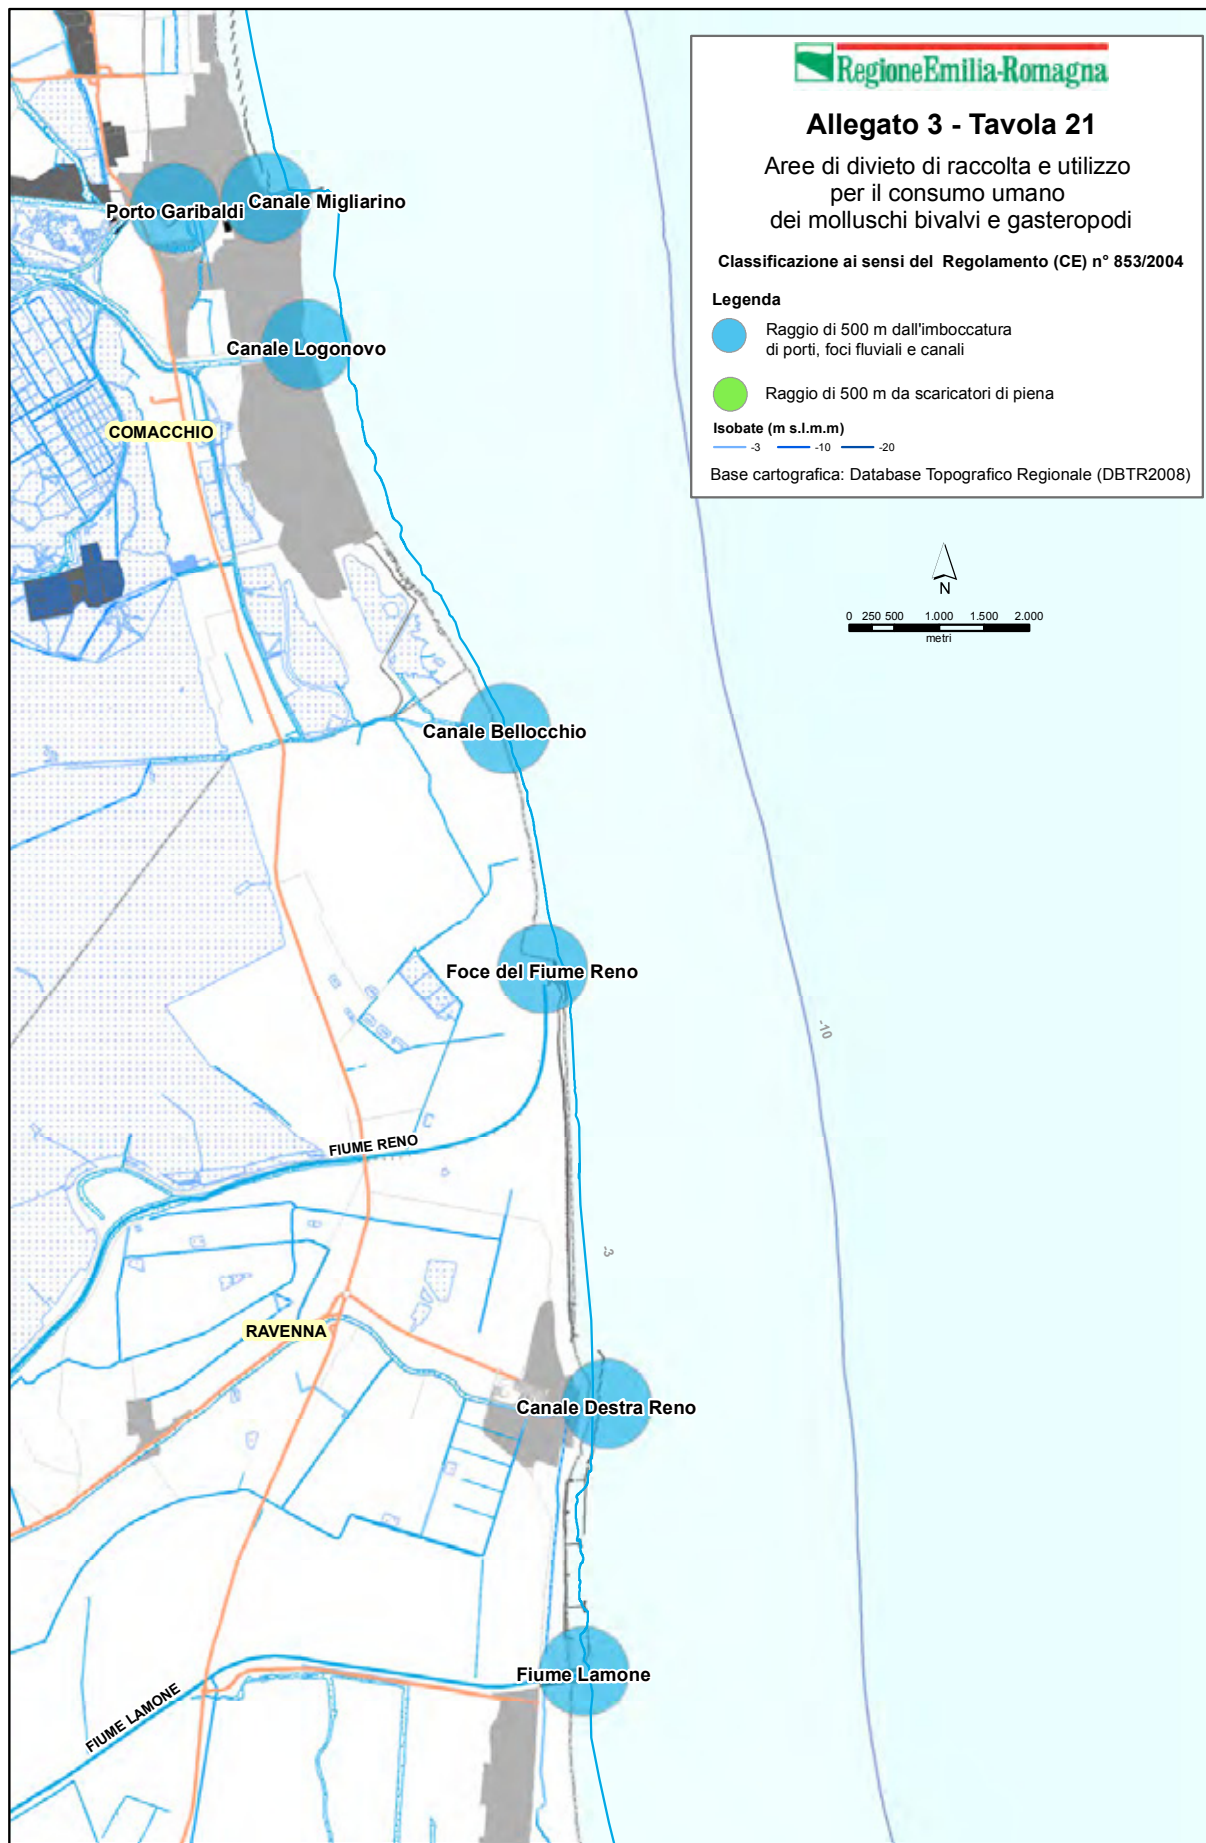 RegioneEmilia-Romagna
Allegato 3 - Tavola 21
Aree di divieto di raccolta e utilizzo
per il consumo umano
dei molluschi bivalvi e gasteropodi
Classificazione ai sensi del Regolamento (CE) n° 853/2004
Legenda
Raggio di 500 m dall'imboccatura
di porti, foci fluviali e canali
Raggio di 500 m da scaricatori di piena
Isobate (m s.l.m.m)
-3 -10 -20
Base cartografica: Database Topografico Regionale (DBTR2008)
N
0 250 500 1.000 1.500 2.000
metri
Canale Migliarino
Porto Garibaldi
Canale Logonovo
COMACCHIO
Canale Bellocchio
Foce del Fiume Reno
-10
FIUME RENO
-3
RAVENNA
Canale Destra Reno
Fiume Lamone
FIUME LAMONE